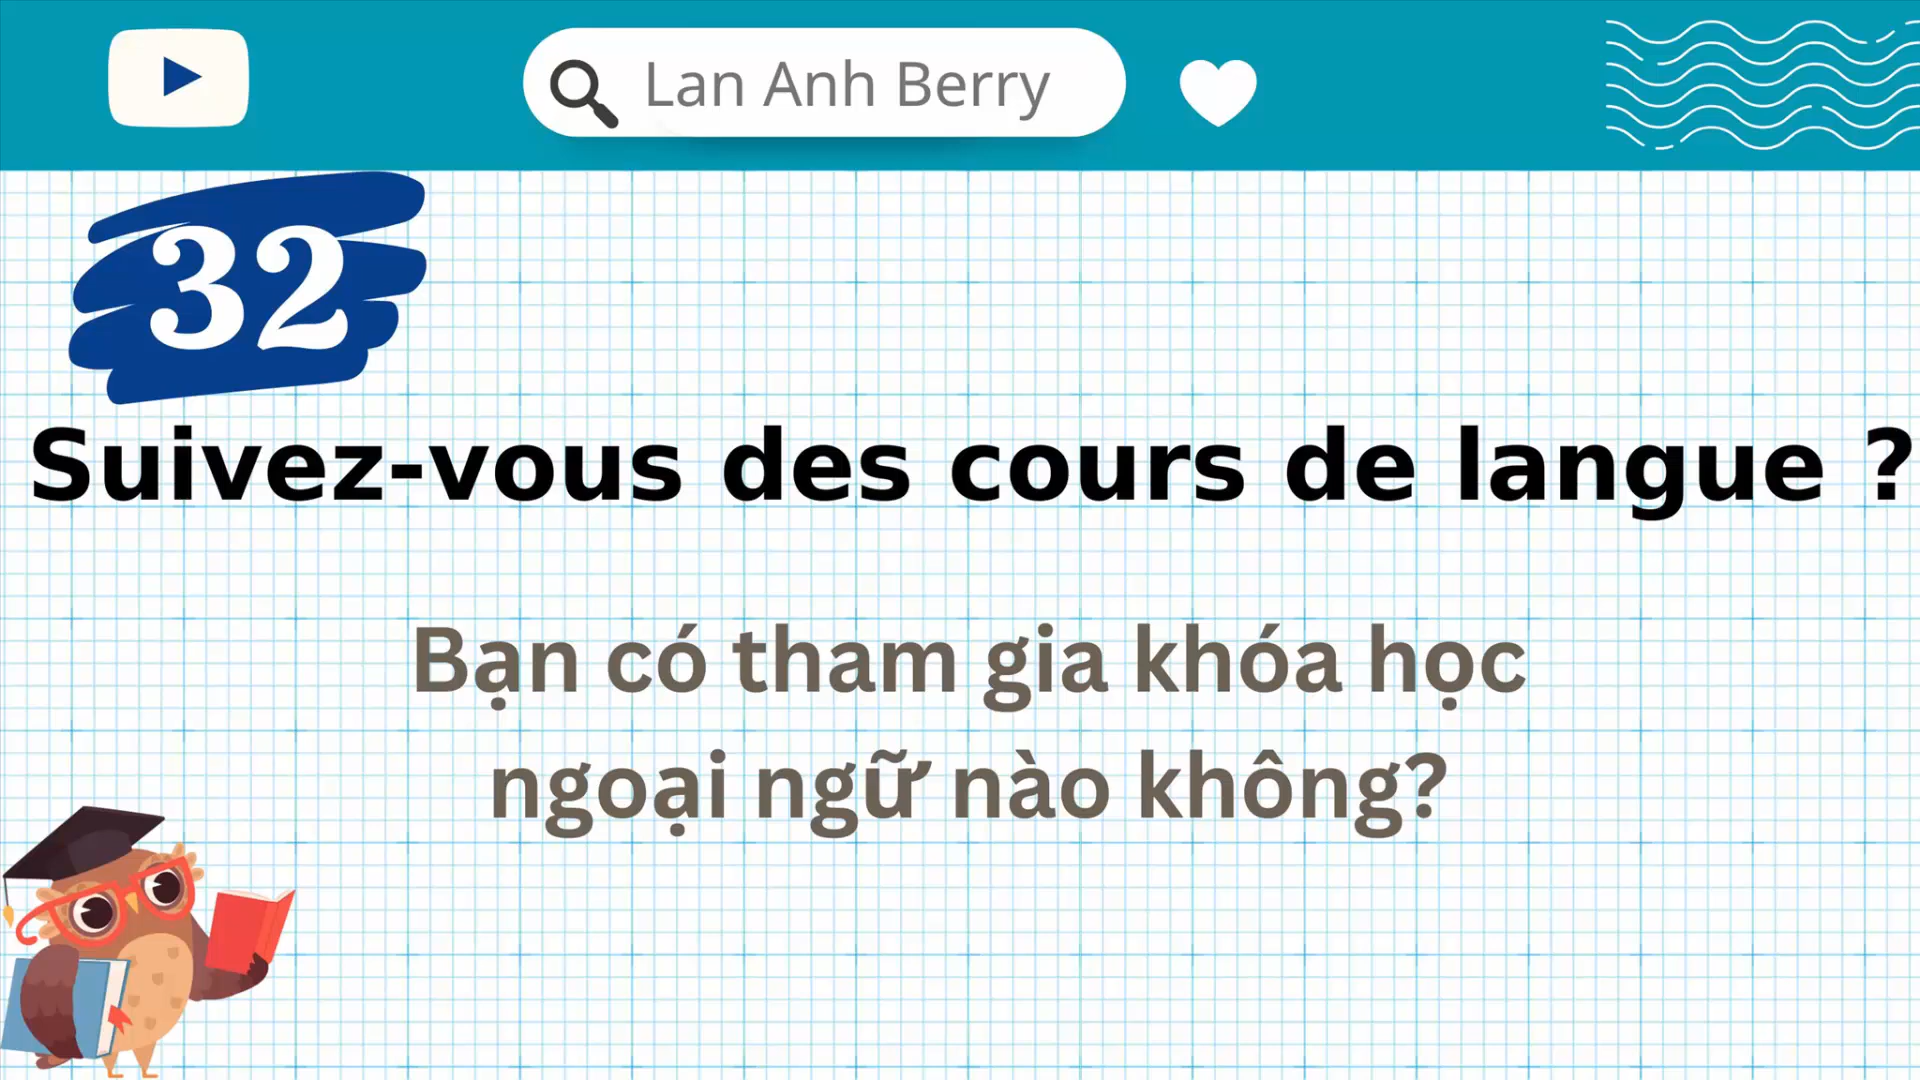 Lan Anh Berry
32
Suivez-vous des cours de langue ?
Bạn có tham gia khóa học
ngoại ngữ nào không?